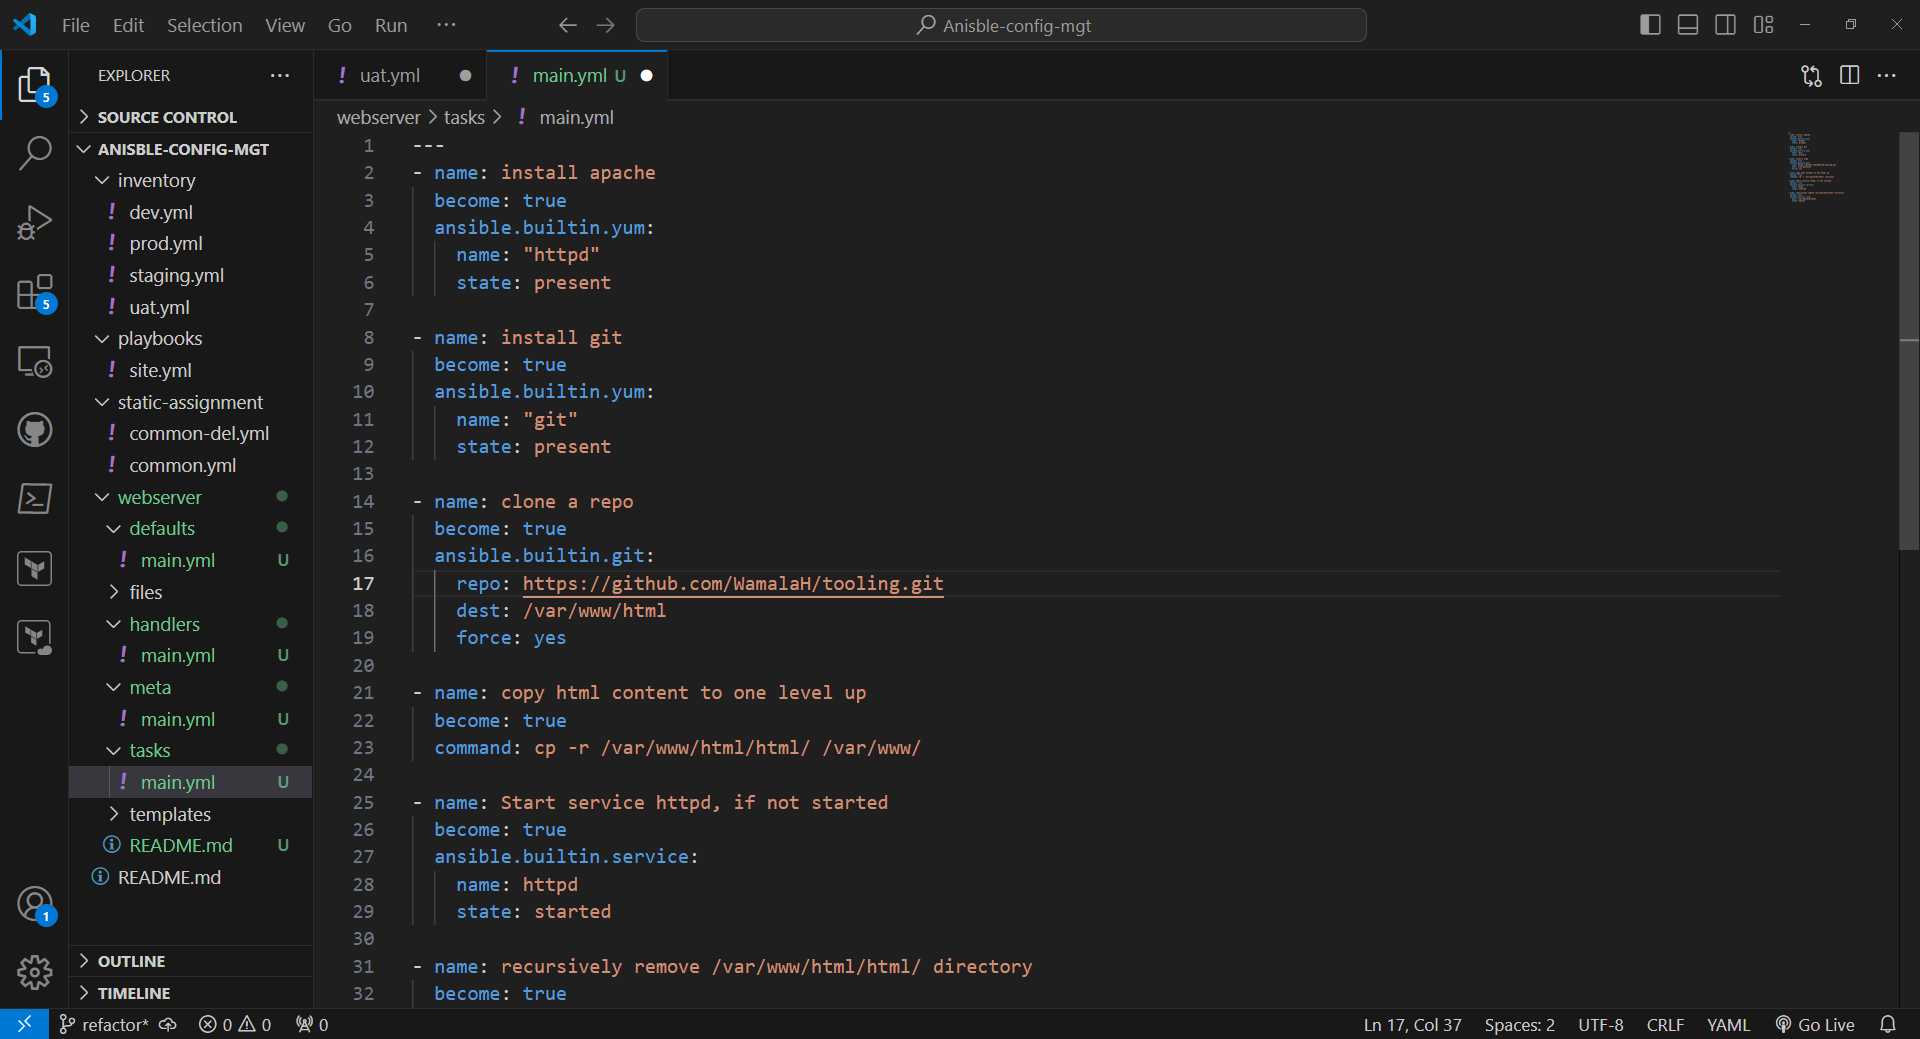 File Edit Selection View Go Run ···
Anisble-config-mgt
EXPLORER ···
SOURCE CONTROL
ANISBLE-CONFIG-MGT
inventory
! dev.yml
! prod.yml
! staging.yml
! uat.yml
playbooks
! site.yml
static-assignment
! common-del.yml
! common.yml
webserver
defaults
! main.yml U
files
handlers
! main.yml U
meta
! main.yml U
tasks
! main.yml U
templates
README.md U
README.md
OUTLINE
TIMELINE
5
5
1
! uat.yml
! main.yml U
webserver > tasks > ! main.yml
1 ---
2 - name: install apache
3 become: true
4 ansible.builtin.yum:
5 name: "httpd"
6 state: present
7
8 - name: install git
9 become: true
10 ansible.builtin.yum:
11 name: "git"
12 state: present
13
14 - name: clone a repo
15 become: true
16 ansible.builtin.git:
17 repo: https://github.com/WamalaH/tooling.git
18 dest: /var/www/html
19 force: yes
20
21 - name: copy html content to one level up
22 become: true
23 command: cp -r /var/www/html/html/ /var/www/
24
25 - name: Start service httpd, if not started
26 become: true
27 ansible.builtin.service:
28 name: httpd
29 state: started
30
31 - name: recursively remove /var/www/html/html/ directory
32 become: true
refactor* 0 0 0
Ln 17, Col 37 Spaces: 2 UTF-8 CRLF YAML Go Live